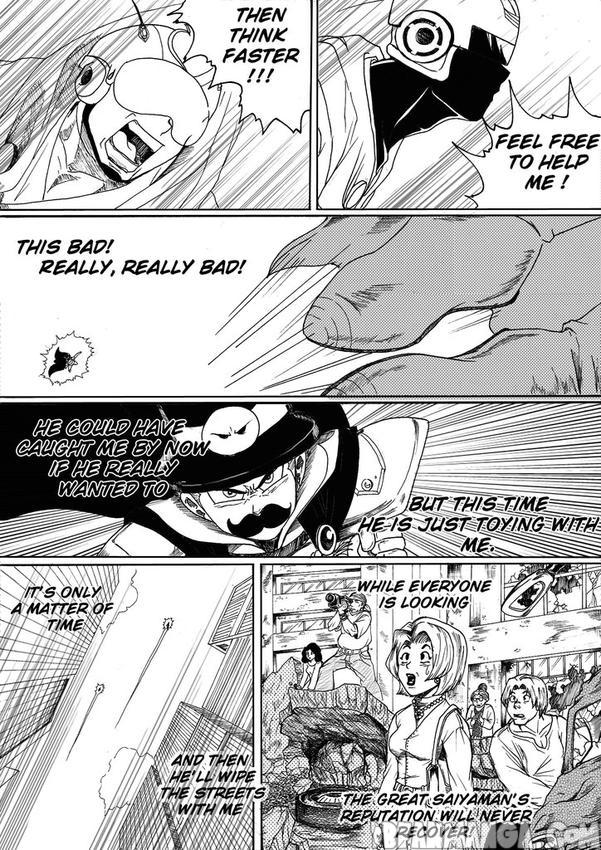 THEN
THINK
FASTER
!!!
FEEL FREE
TO HELP
ME !
THIS BAD!
REALLY, REALLY BAD!
HE COULD HAVE
CAUGHT ME BY NOW
IF HE REALLY
WANTED TO
BUT THIS TIME
HE IS JUST TOYING WITH
ME.
IT'S ONLY
A MATTER OF
TIME
AND THEN
HE'LL WIPE
THE STREETS
WITH ME
WHILE EVERYONE
IS LOOKING
THE GREAT SAIYAMAN'S
REPUTATION WILL NEVER
RECOVER!